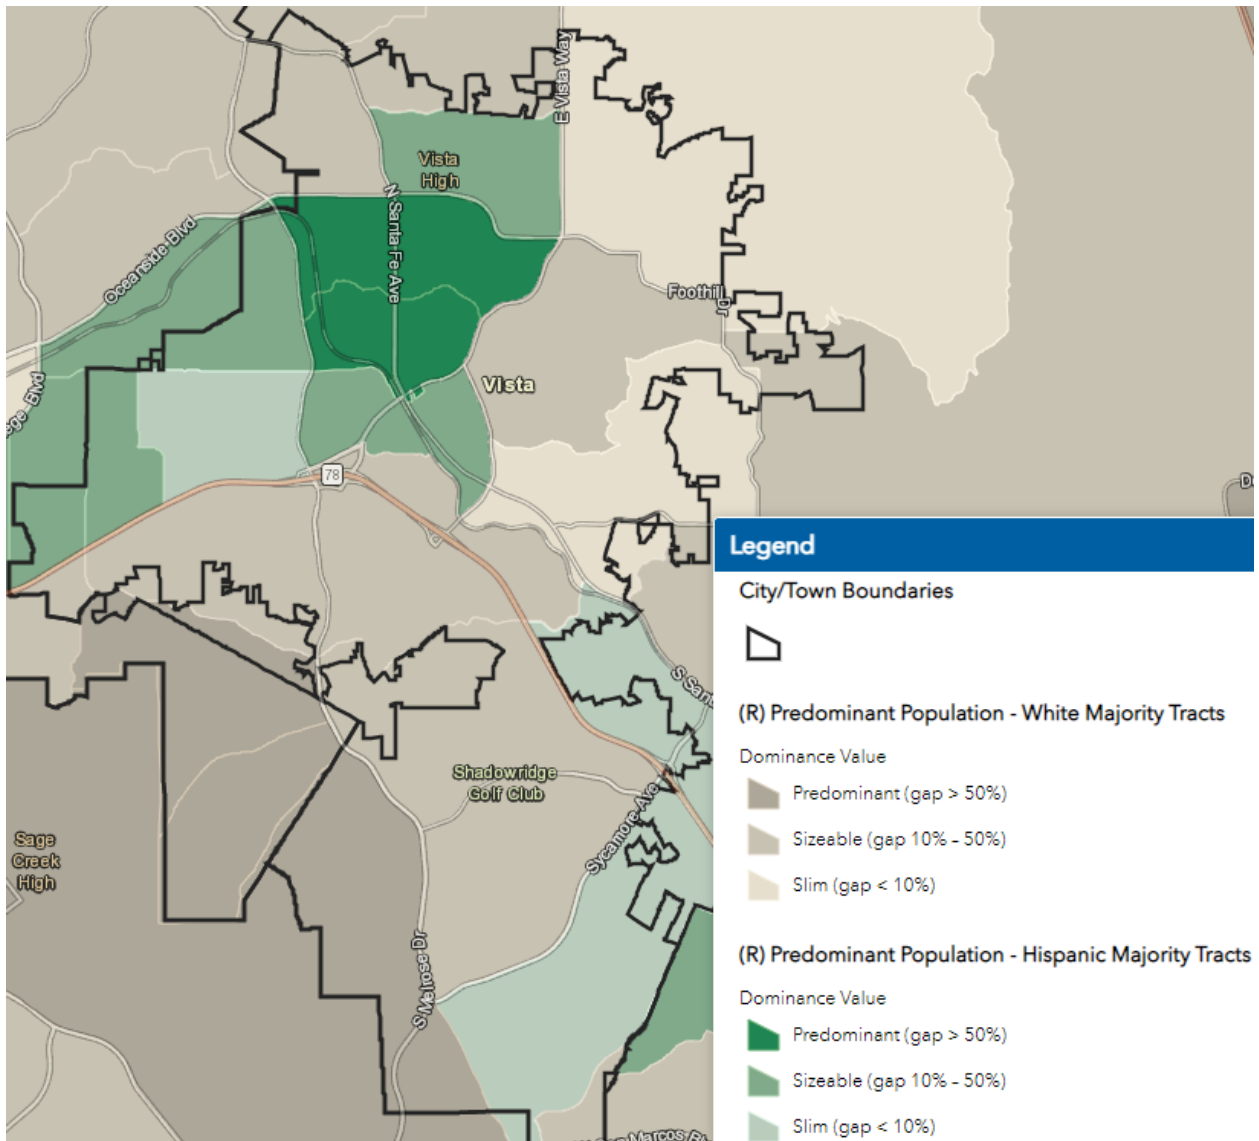 E Vista Way
Vista
High
N Santa Fe Ave
Oceanside Blvd
Foothill Dr
Vista
78
S San
Shadowridge
Golf Club
Sycamore Ave
Sage
Creek
High
S Melrose Dr
Legend
City/Town Boundaries
(R) Predominant Population - White Majority Tracts
Dominance Value
Predominant (gap > 50%)
Sizeable (gap 10% - 50%)
Slim (gap < 10%)
(R) Predominant Population - Hispanic Majority Tracts
Dominance Value
Predominant (gap > 50%)
Sizeable (gap 10% - 50%)
Slim (gap < 10%)